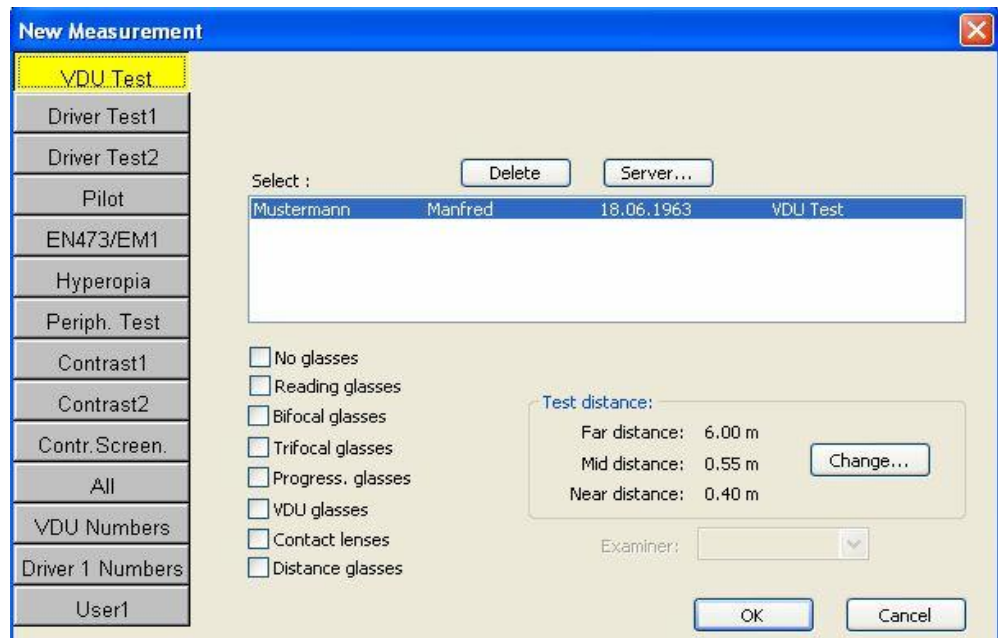 New Measurement
VDU Test
Driver Test1
Driver Test2
Pilot
EN473/EM1
Hyperopia
Periph. Test
Contrast1
Contrast2
Contr.Screen.
All
VDU Numbers
Driver 1 Numbers
User1
Select :
Delete
Server...
Mustermann Manfred 18.06.1963 VDU Test
No glasses
Reading glasses
Bifocal glasses
Trifocal glasses
Progress. glasses
VDU glasses
Contact lenses
Distance glasses
Test distance:
Far distance: 6.00 m
Mid distance: 0.55 m
Near distance: 0.40 m
Change...
Examiner:
OK
Cancel